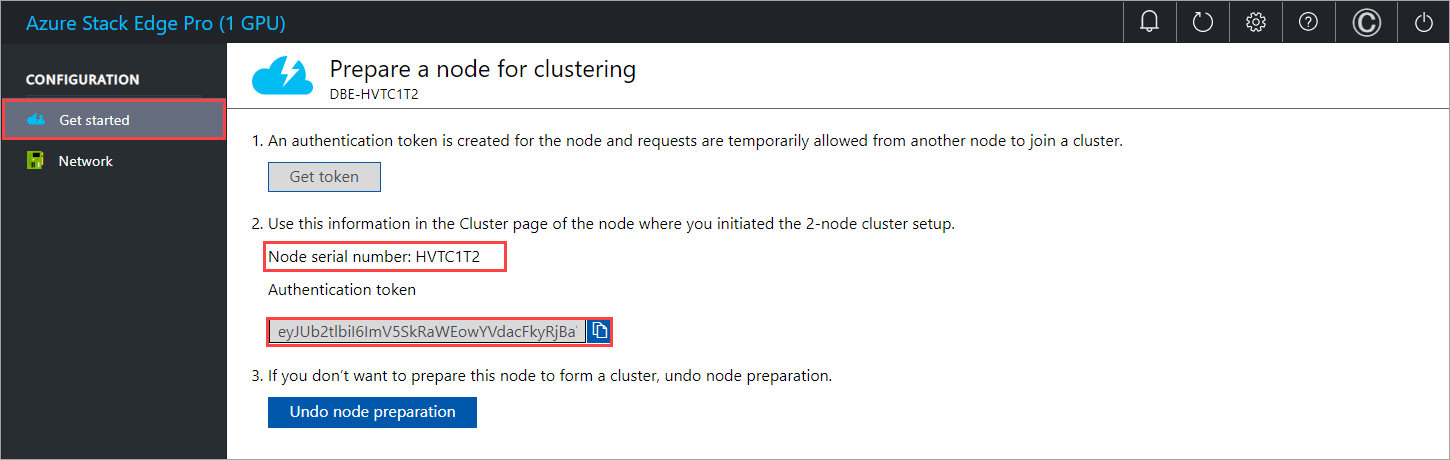 Azure Stack Edge Pro (1 GPU)
CONFIGURATION
Get started
Network
Prepare a node for clustering
DBE-HVTC1T2
1. An authentication token is created for the node and requests are temporarily allowed from another node to join a cluster.
Get token
2. Use this information in the Cluster page of the node where you initiated the 2-node cluster setup.
Node serial number: HVTC1T2
Authentication token
eyJUb2tlbiI6ImV5SkRaWEowYVdacFkyRjBa
3. If you don’t want to prepare this node to form a cluster, undo node preparation.
Undo node preparation